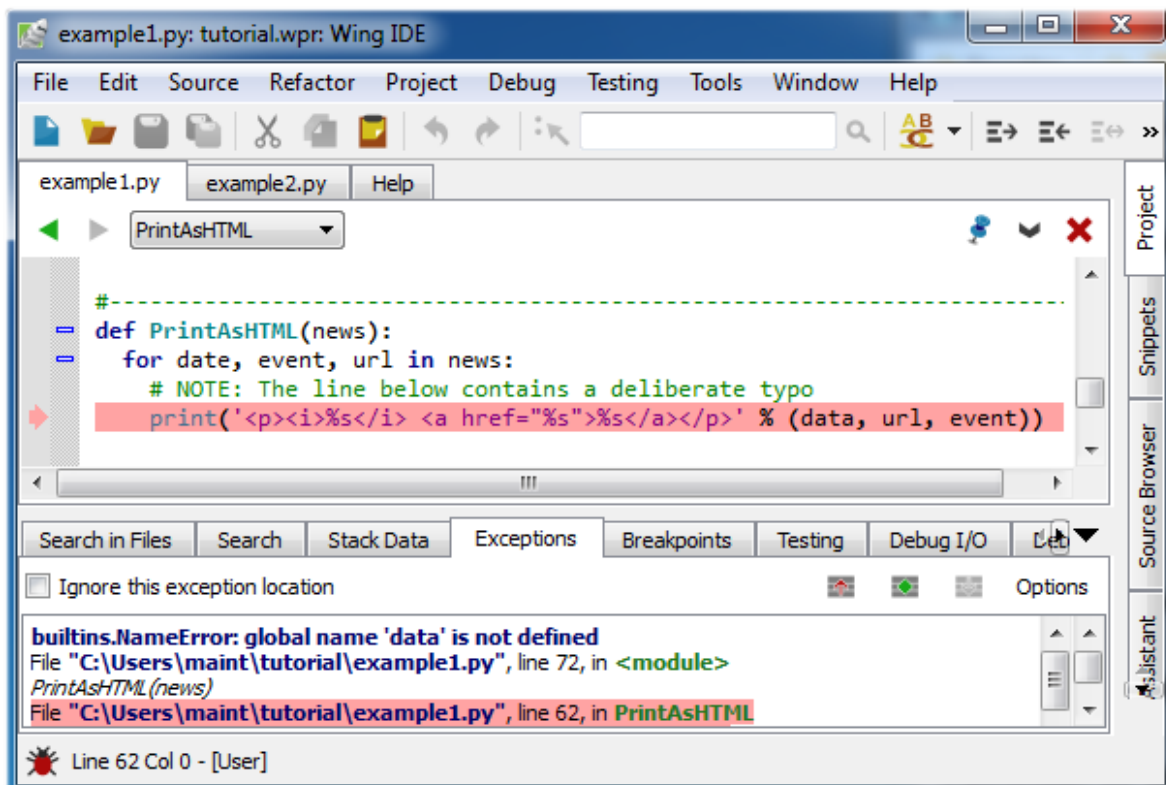 example1.py: tutorial.wpr: Wing IDE
File Edit Source Refactor Project Debug Testing Tools Window Help
example1.py example2.py Help
PrintAsHTML
#-----------------------------------------------------------------------
def PrintAsHTML(news):
for date, event, url in news:
# NOTE: The line below contains a deliberate typo
print('<p><i>%s</i> <a href="%s">%s</a></p>' % (data, url, event))
Project
Snippets
Source Browser
Search in Files Search Stack Data Exceptions Breakpoints Testing Debug I/O
Ignore this exception location Options
builtins.NameError: global name 'data' is not defined
File "C:\Users\maint\tutorial\example1.py", line 72, in <module>
PrintAsHTML(news)
File "C:\Users\maint\tutorial\example1.py", line 62, in PrintAsHTML
Line 62 Col 0 - [User]